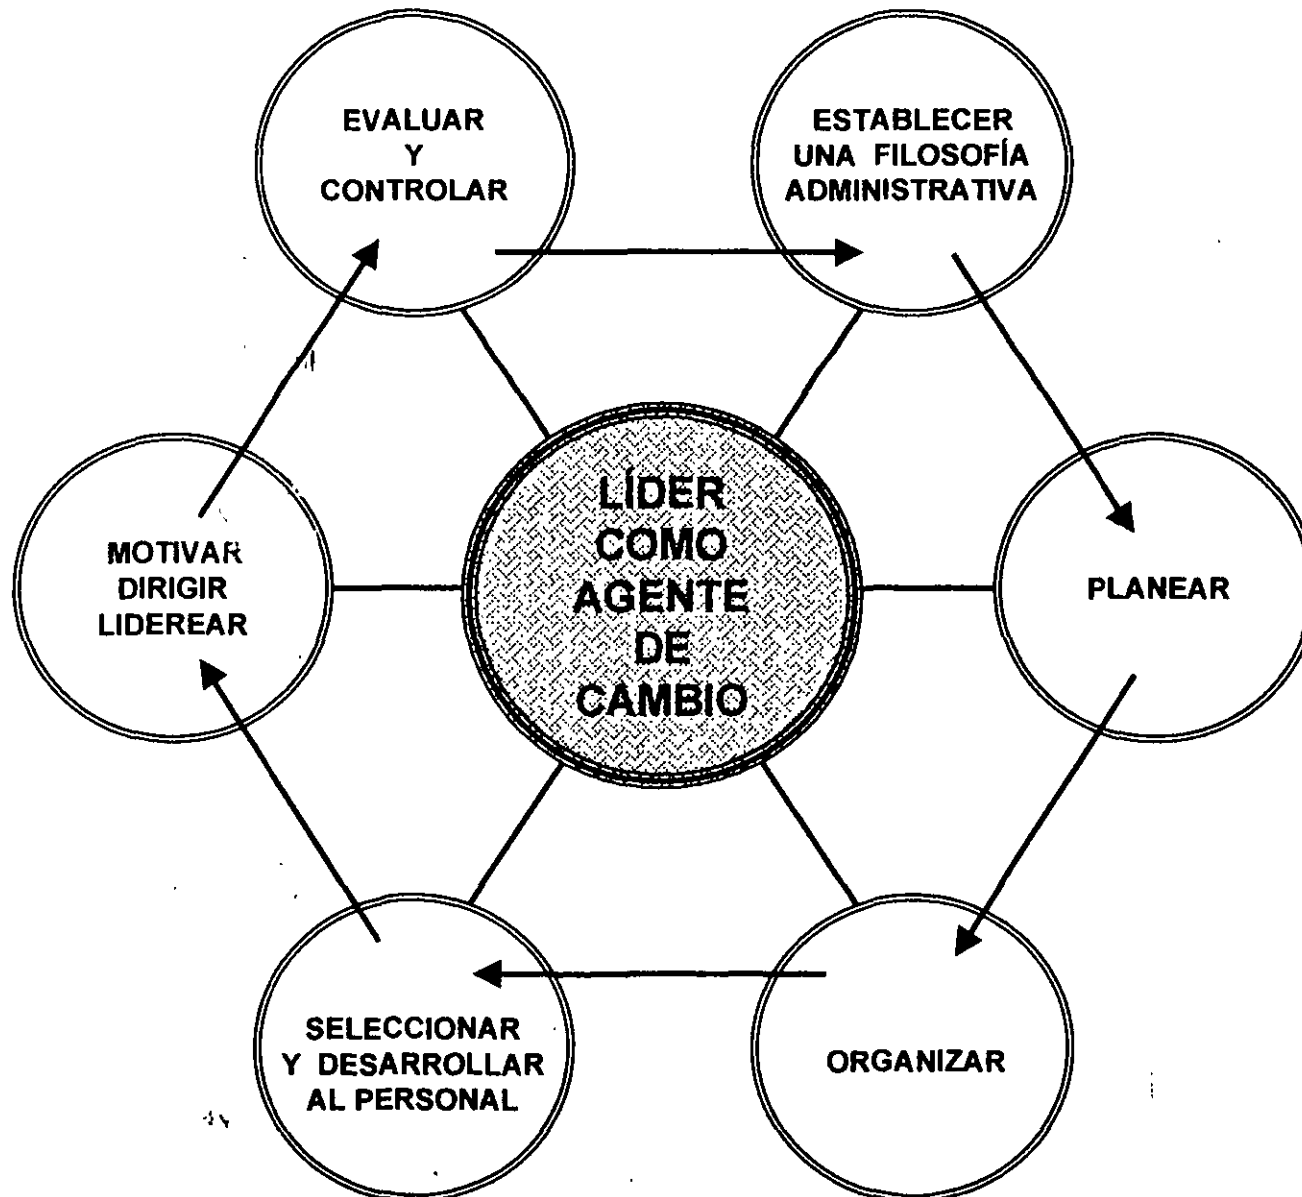 EVALUAR
Y
CONTROLAR
ESTABLECER
UNA FILOSOFÍA
ADMINISTRATIVA
LÍDER
COMO
AGENTE
DE
CAMBIO
MOTIVAR
DIRIGIR
LIDEREAR
PLANEAR
SELECCIONAR
Y DESARROLLAR
AL PERSONAL
ORGANIZAR